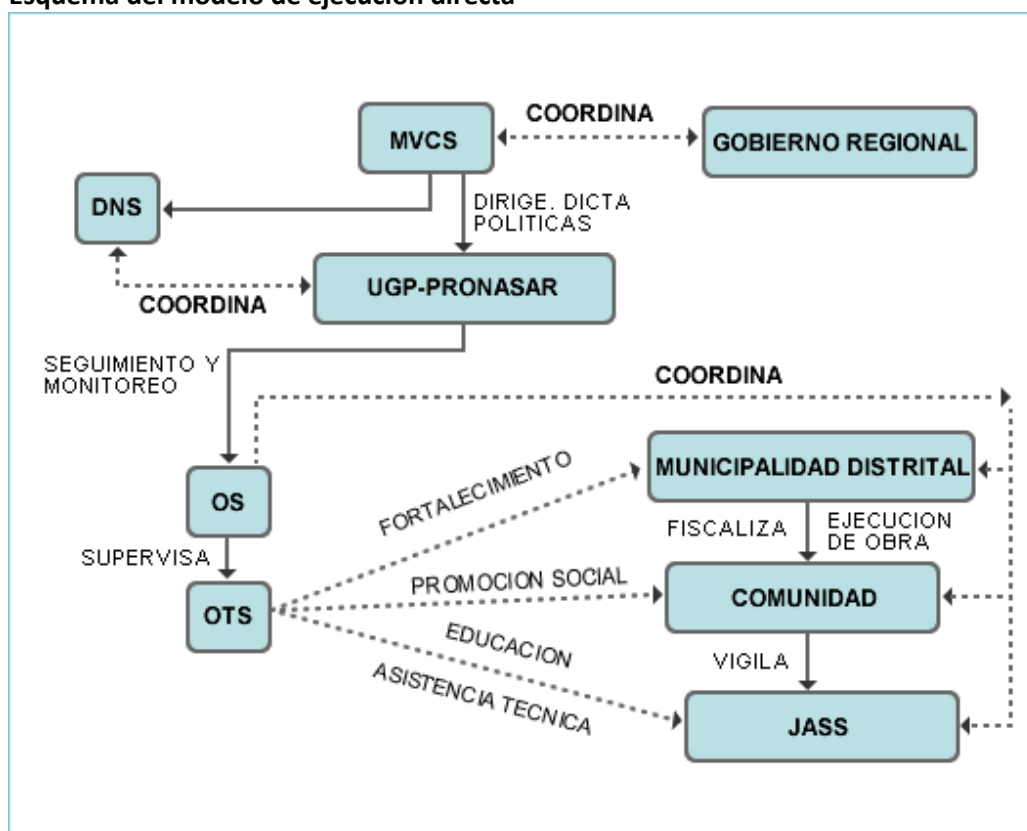 Esquema del modelo de ejecución directa
COORDINA
MVCS
GOBIERNO REGIONAL
DNS
DIRIGE. DICTA
POLITICAS
UGP-PRONASAR
COORDINA
SEGUIMIENTO Y
MONITOREO
COORDINA
MUNICIPALIDAD DISTRITAL
FORTALECIMIENTO
OS
FISCALIZA
EJECUCION
DE OBRA
SUPERVISA
PROMOCION SOCIAL
COMUNIDAD
OTS
EDUCACION
VIGILA
ASISTENCIA TECNICA
JASS